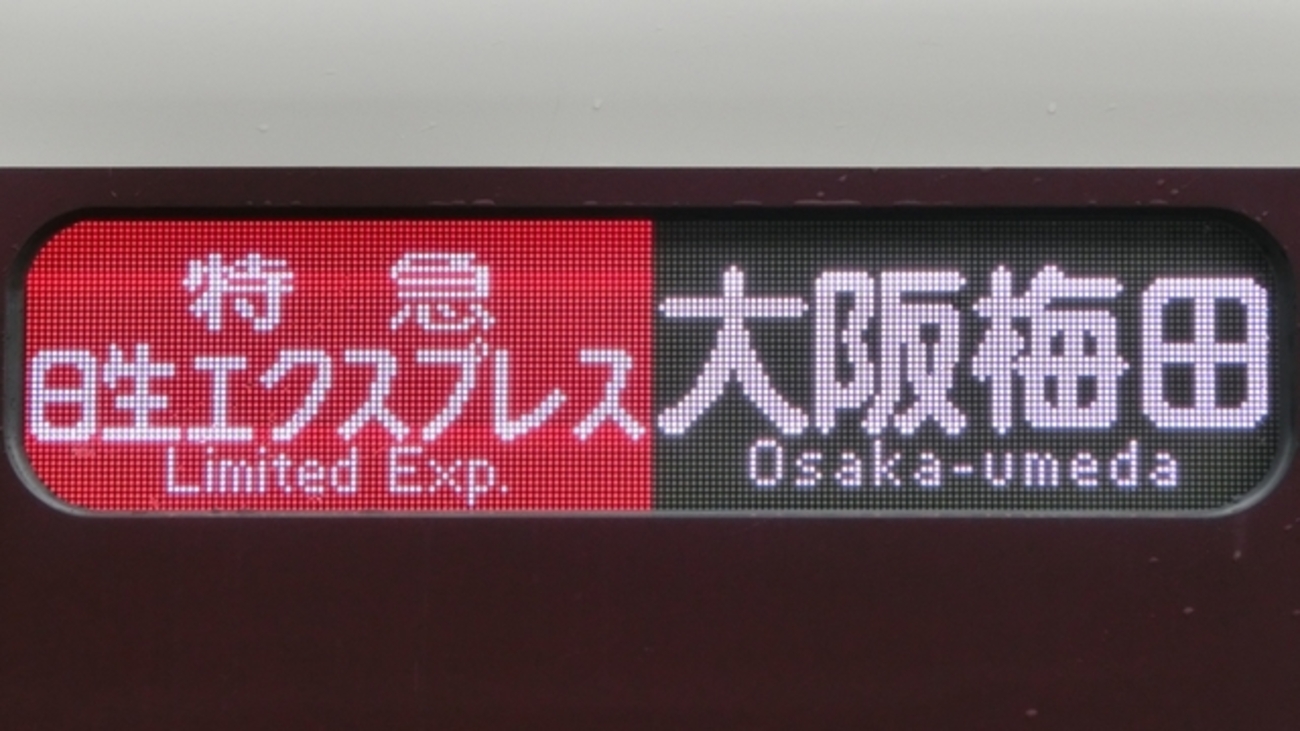 特 急
日生エクスプレス
Limited Exp.
大阪梅田
Osaka-umeda